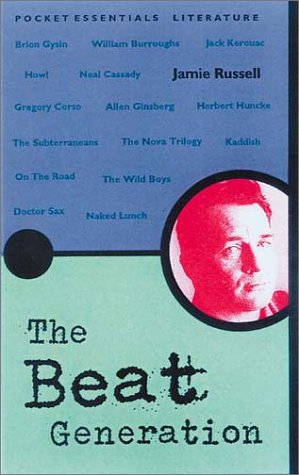 POCKET ESSENTIALS LITERATURE
Brion Gysin William Burroughs Jack Kerouac
Howl Neal Cassady Jamie Russell
Gregory Corso Allen Ginsberg Herbert Huncke
The Subterraneans The Nova Trilogy Kaddish
On The Road The Wild Boys
Doctor Sax Naked Lunch
The
Beat
Generation